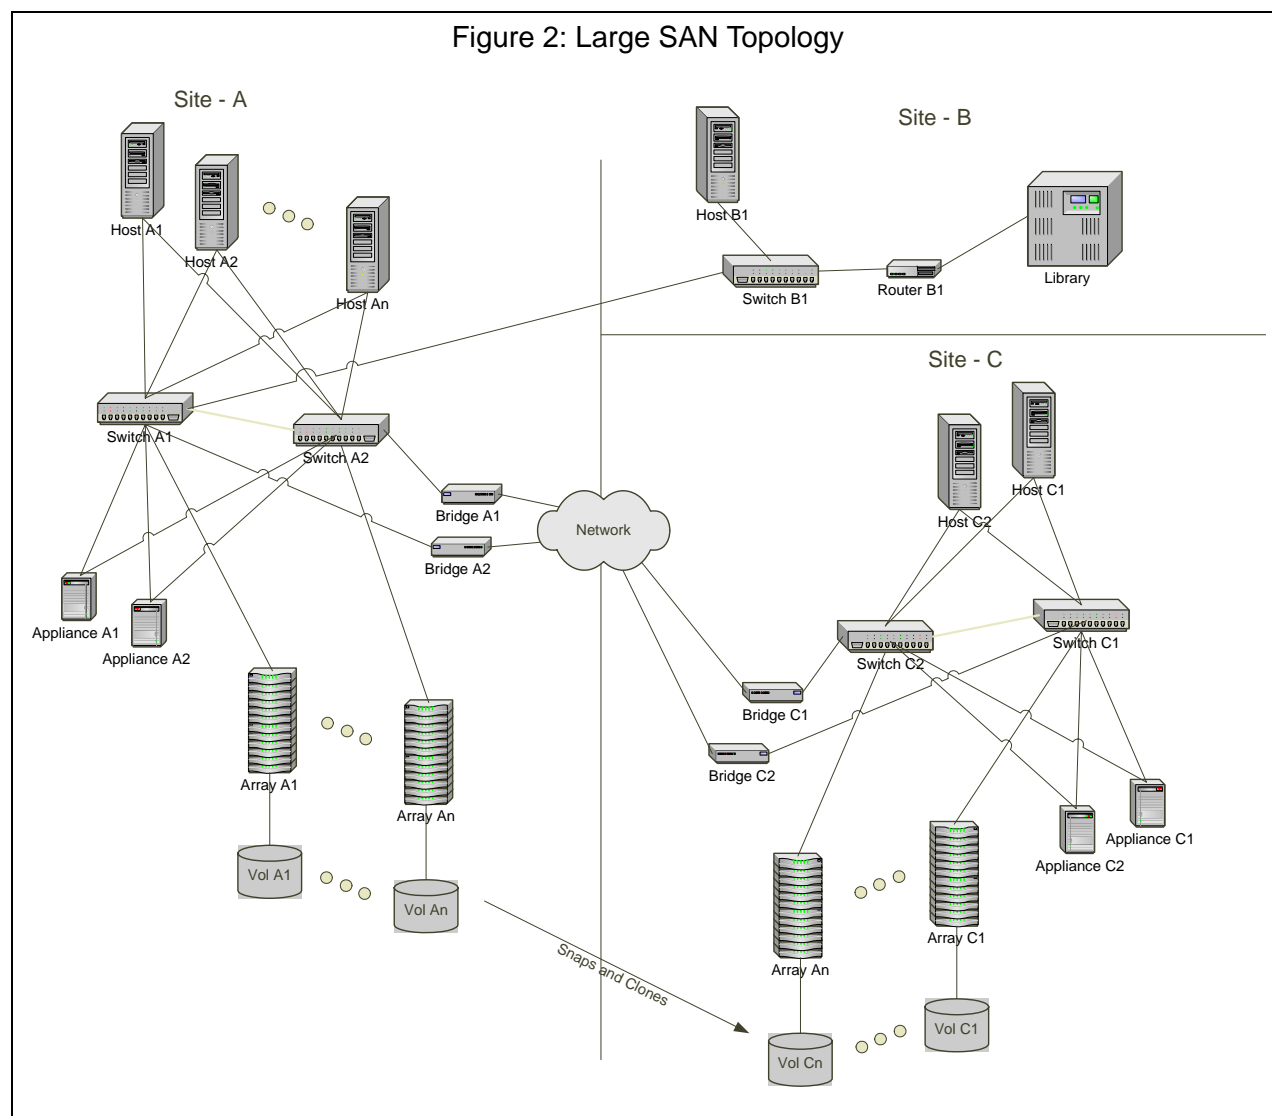 Figure 2: Large SAN Topology
Site - A
Site - B
Host A1
Host A2
Host An
Host B1
Switch B1
Router B1
Library
Site - C
Switch A1
Switch A2
Bridge A1
Bridge A2
Network
Host C1
Host C2
Appliance A1
Appliance A2
Switch C1
Switch C2
Bridge C1
Bridge C2
Array A1
Array An
Appliance C1
Appliance C2
Vol A1
Vol An
Snaps and Clones
Array C1
Array An
Vol C1
Vol Cn